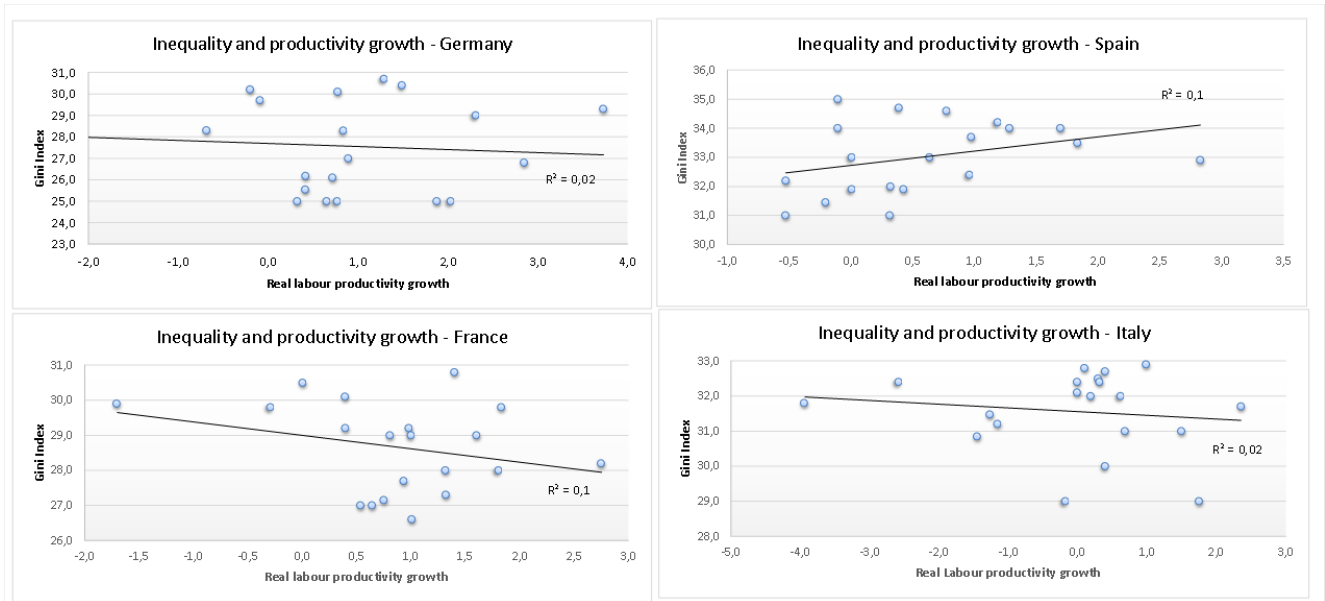 Inequality and productivity growth - Germany
Gini Index
31,0
30,0
29,0
28,0
27,0
26,0
25,0
24,0
23,0
R² = 0,02
-2,0 -1,0 0,0 1,0 2,0 3,0 4,0
Real labour productivity growth
Inequality and productivity growth - Spain
Gini Index
36,0
35,0
34,0
33,0
32,0
31,0
30,0
R² = 0,1
-1,0 -0,5 0,0 0,5 1,0 1,5 2,0 2,5 3,0 3,5
Real labour productivity growth
Inequality and productivity growth - France
Gini Index
31,0
30,0
29,0
28,0
27,0
26,0
R² = 0,1
-2,0 -1,5 -1,0 -0,5 0,0 0,5 1,0 1,5 2,0 2,5 3,0
Real labour productivity growth
Inequality and productivity growth - Italy
Gini Index
33,0
32,0
31,0
30,0
29,0
28,0
R² = 0,02
-5,0 -4,0 -3,0 -2,0 -1,0 0,0 1,0 2,0 3,0
Real Labour productivity growth